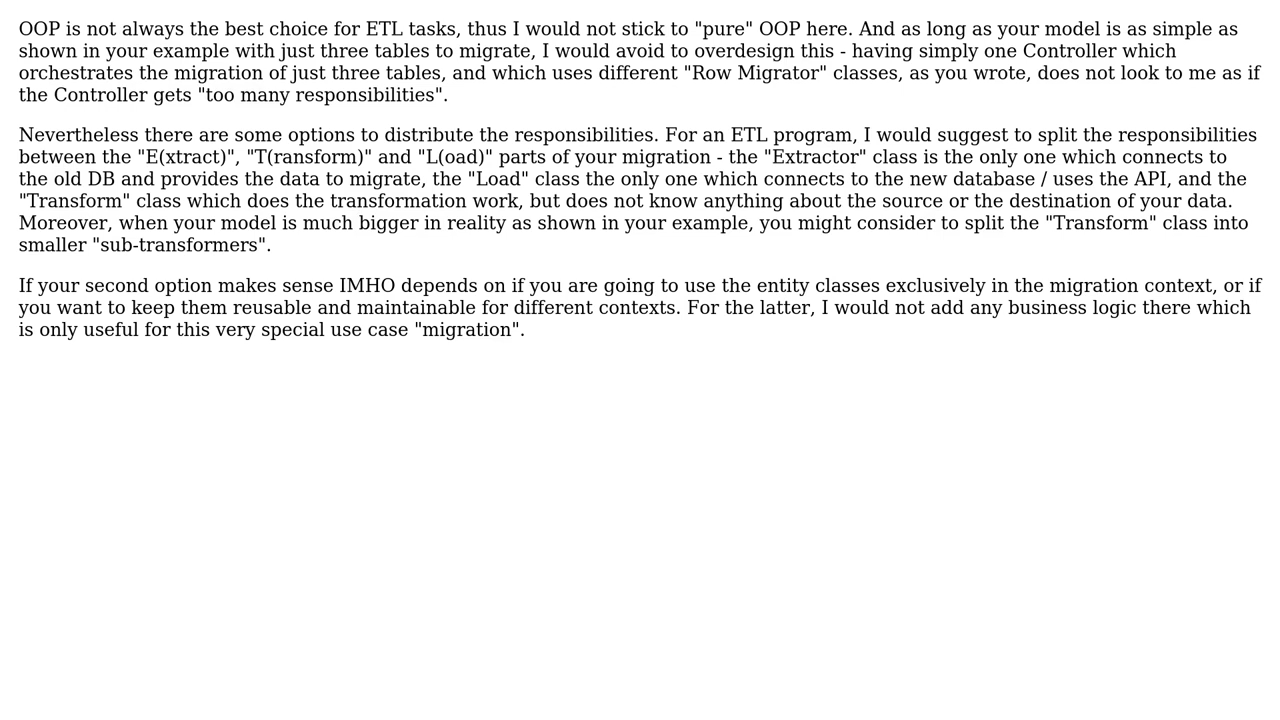 OOP is not always the best choice for ETL tasks, thus I would not stick to "pure" OOP here. And as long as your model is as simple as
shown in your example with just three tables to migrate, I would avoid to overdesign this - having simply one Controller which
orchestrates the migration of just three tables, and which uses different "Row Migrator" classes, as you wrote, does not look to me as if
the Controller gets "too many responsibilities".
Nevertheless there are some options to distribute the responsibilities. For an ETL program, I would suggest to split the responsibilities
between the "E(xtract)", "T(ransform)" and "L(oad)" parts of your migration - the "Extractor" class is the only one which connects to
the old DB and provides the data to migrate, the "Load" class the only one which connects to the new database / uses the API, and the
"Transform" class which does the transformation work, but does not know anything about the source or the destination of your data.
Moreover, when your model is much bigger in reality as shown in your example, you might consider to split the "Transform" class into
smaller "sub-transformers".
If your second option makes sense IMHO depends on if you are going to use the entity classes exclusively in the migration context, or if
you want to keep them reusable and maintainable for different contexts. For the latter, I would not add any business logic there which
is only useful for this very special use case "migration".